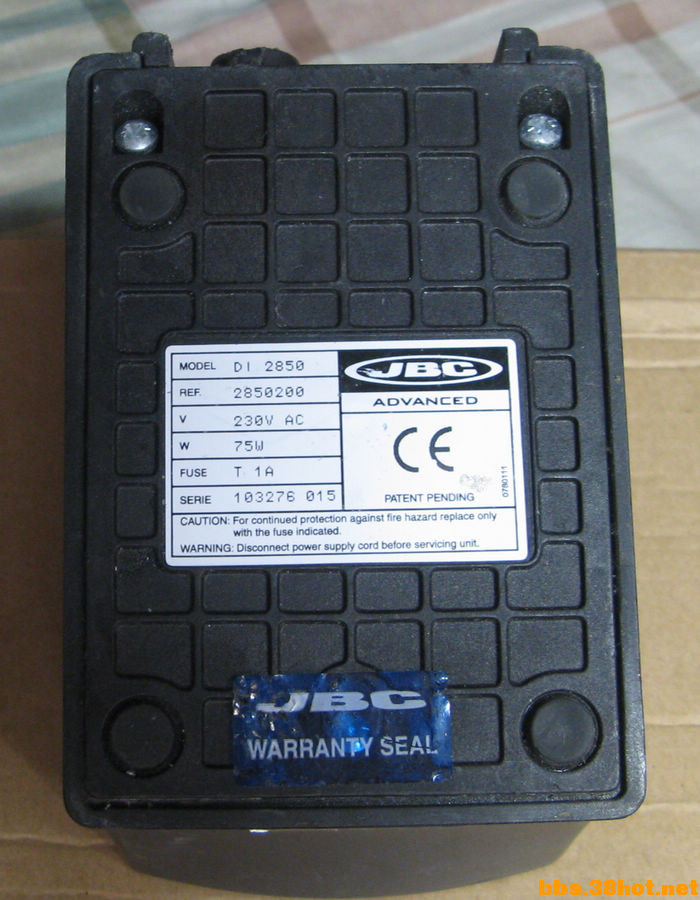 MODEL DI 2850
REF. 2850200
V 230V AC
W 75W
FUSE T 1A
SERIE 103276 015
JBC
ADVANCED
CE
PATENT PENDING
0780111
CAUTION: For continued protection against fire hazard replace only
with the fuse indicated.
WARNING: Disconnect power supply cord before servicing unit.
JBC
WARRANTY SEAL
bbs.38hot.net